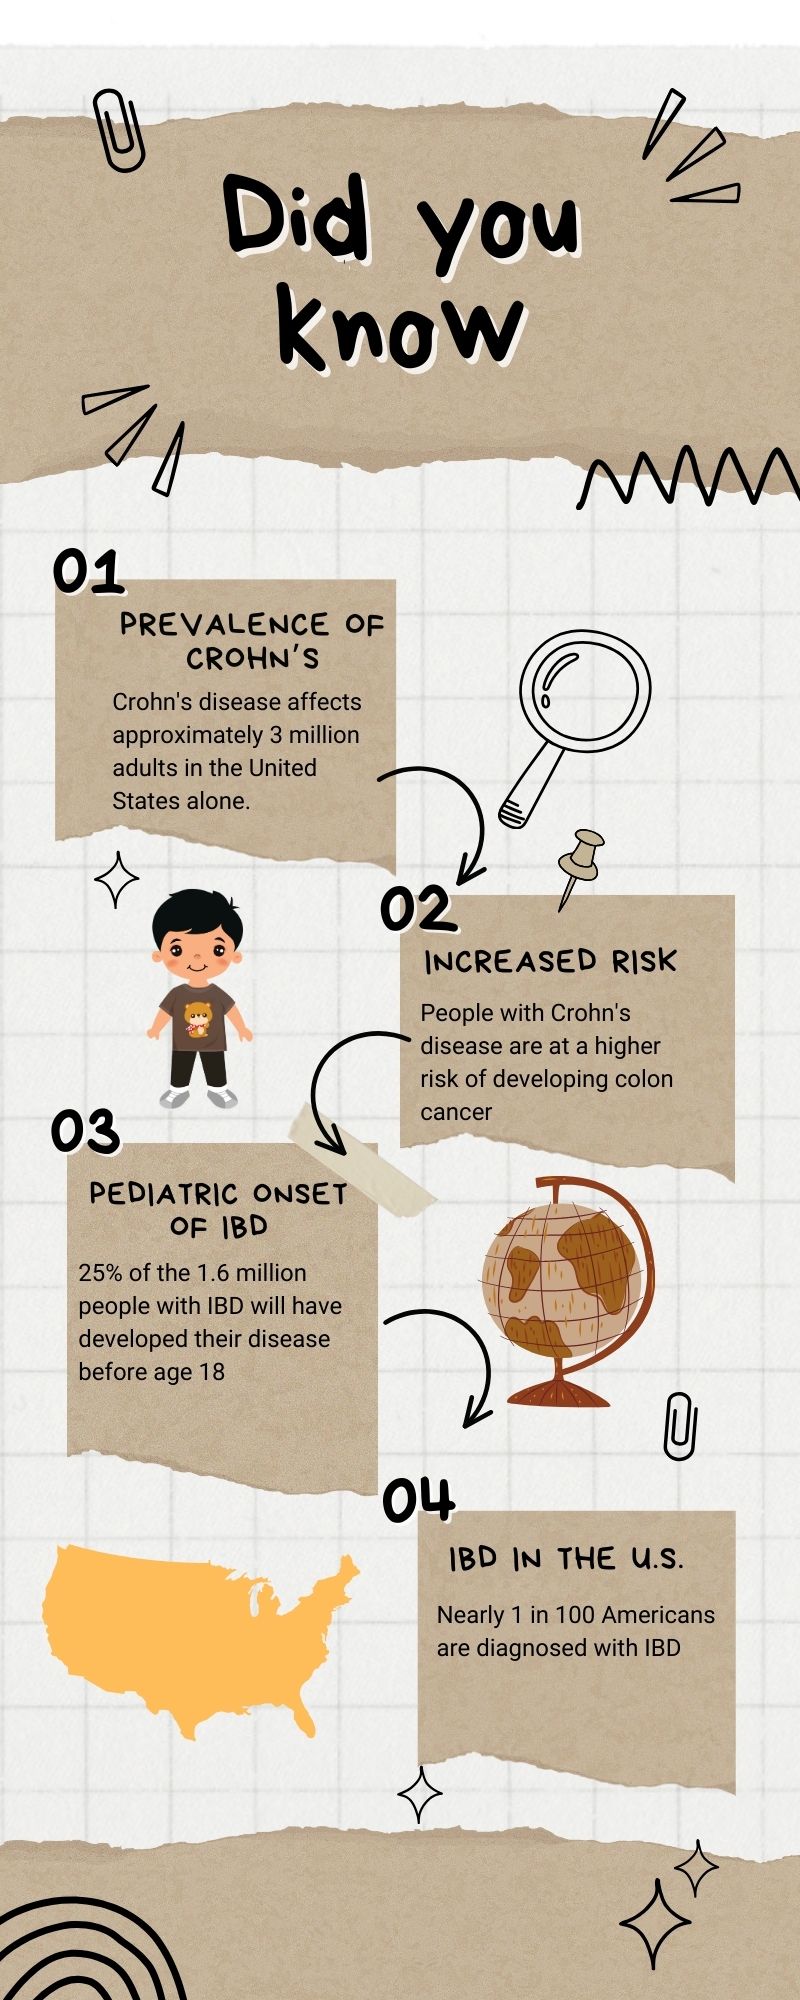 Did you
know
01
PREVALENCE OF
CROHN'S
Crohn's disease affects
approximately 3 million
adults in the United
States alone.
02
INCREASED RISK
People with Crohn's
disease are at a higher
risk of developing colon
cancer
03
PEDIATRIC ONSET
OF IBD
25% of the 1.6 million
people with IBD will have
developed their disease
before age 18
04
IBD IN THE U.S.
Nearly 1 in 100 Americans
are diagnosed with IBD